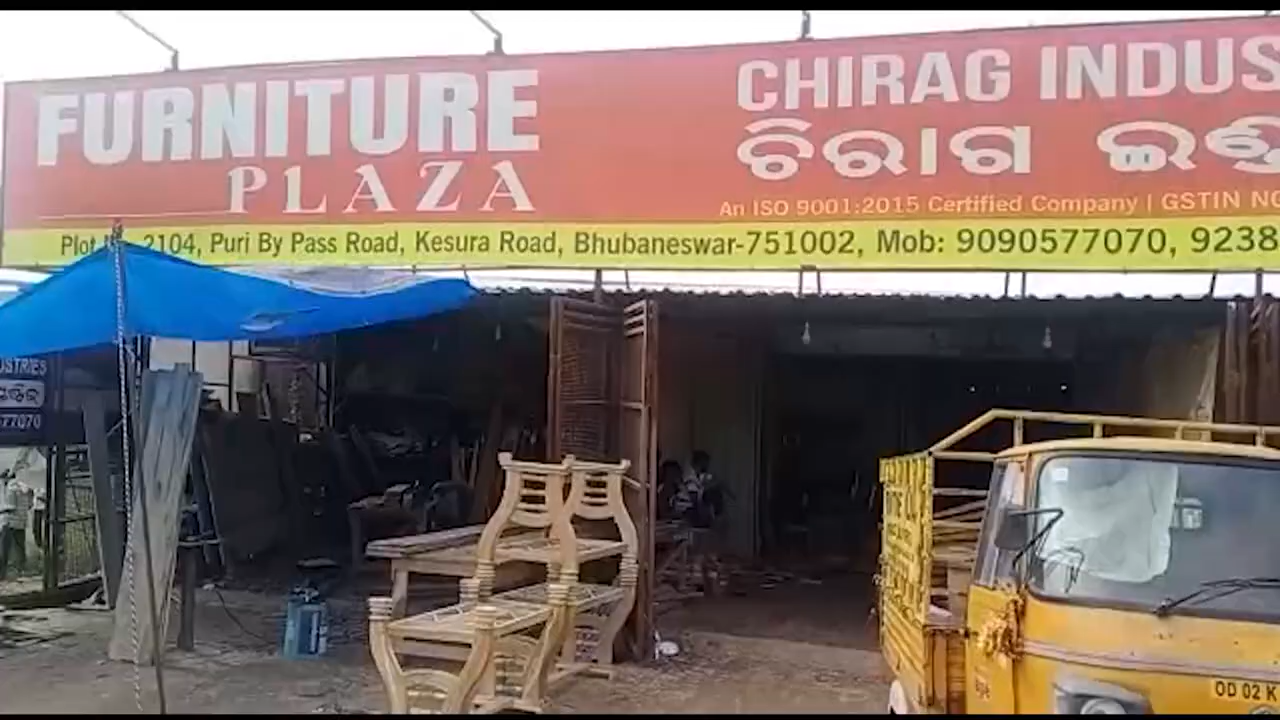 FURNITURE
PLAZA
CHIRAG INDUS
ଚିରାଗ ଇଣ୍ଡ
An ISO 9001:2015 Certified Company | GSTIN NO
Plot 2104, Puri By Pass Road, Kesura Road, Bhubaneswar-751002, Mob: 9090577070, 9238
USTRIES
77070
OD 02 K